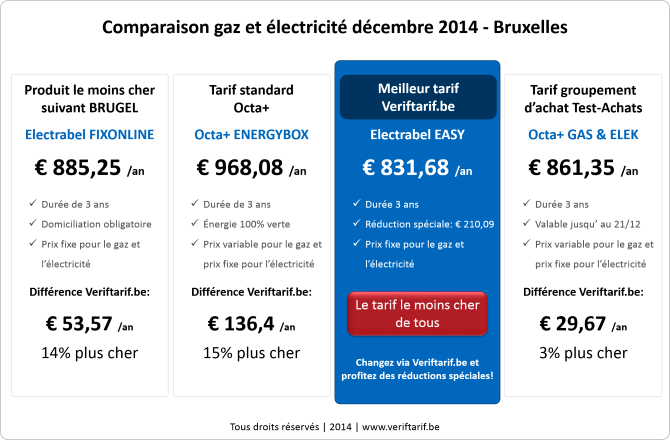 Comparaison gaz et électricité décembre 2014 - Bruxelles
Produit le moins cher
suivant BRUGEL
Electrabel FIXONLINE
€ 885,25 /an
✓ Durée de 3 ans
✓ Domiciliation obligatoire
✓ Prix fixe pour le gaz et
l'électricité
Différence Veriftarif.be:
€ 53,57 /an
14% plus cher
Tarif standard
Octa+
Octa+ ENERGYBOX
€ 968,08 /an
✓ Durée de 3 ans
✓ Énergie 100% verte
✓ Prix variable pour le gaz et
prix fixe pour l'électricité
Différence Veriftarif.be:
€ 136,4 /an
15% plus cher
Meilleur tarif
Veriftarif.be
Electrabel EASY
€ 831,68 /an
✓ Durée 3 ans
✓ Réduction spéciale: € 210,09
✓ Prix fixe pour le gaz et
l'électricité
Le tarif le moins cher
de tous
Changez via Veriftarif.be et
profitez des réductions spéciales!
Tarif groupement
d'achat Test-Achats
Octa+ GAS & ELEK
€ 861,35 /an
✓ Durée 3 ans
✓ Valable jusqu' au 21/12
✓ Prix variable pour le gaz et
prix fixe pour l'électricité
Différence Veriftarif.be:
€ 29,67 /an
3% plus cher
Tous droits réservés | 2014 | www.veriftarif.be